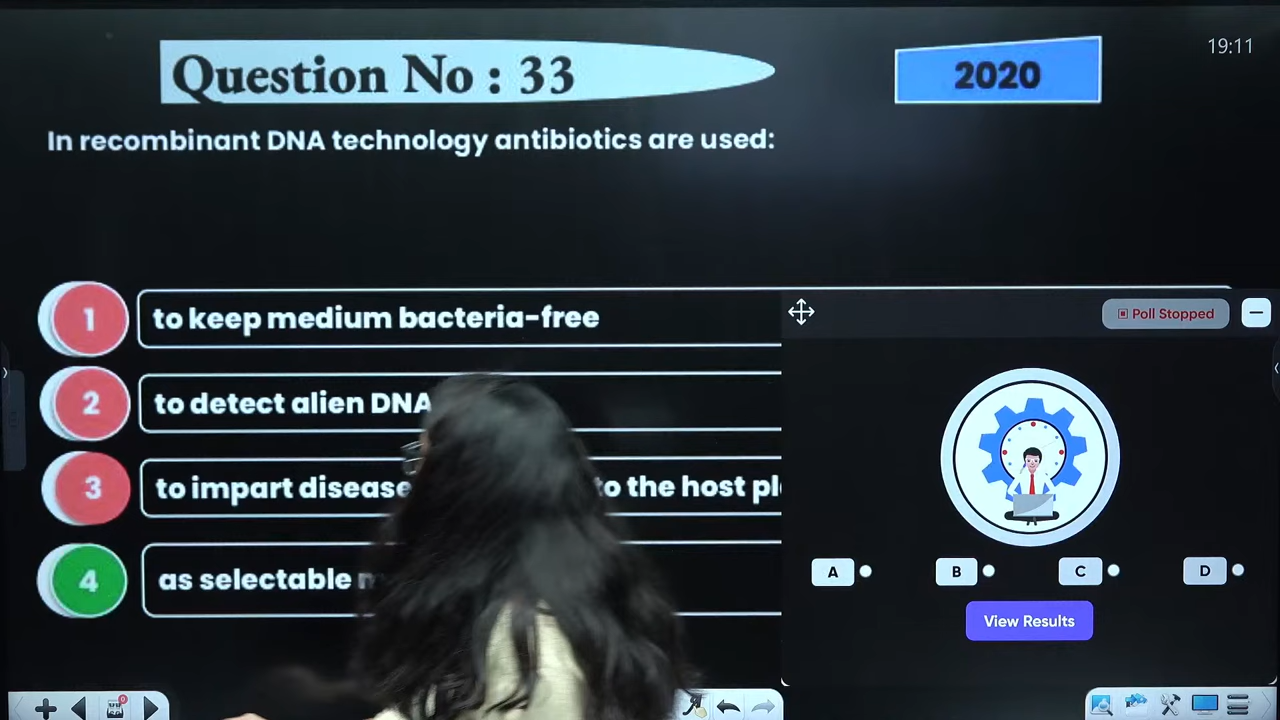 Question No : 33
2020
19:11
In recombinant DNA technology antibiotics are used:
1 to keep medium bacteria-free
2 to detect alien DNA
3 to impart disease to the host
4 as selectable
Poll Stopped
A B C D
View Results